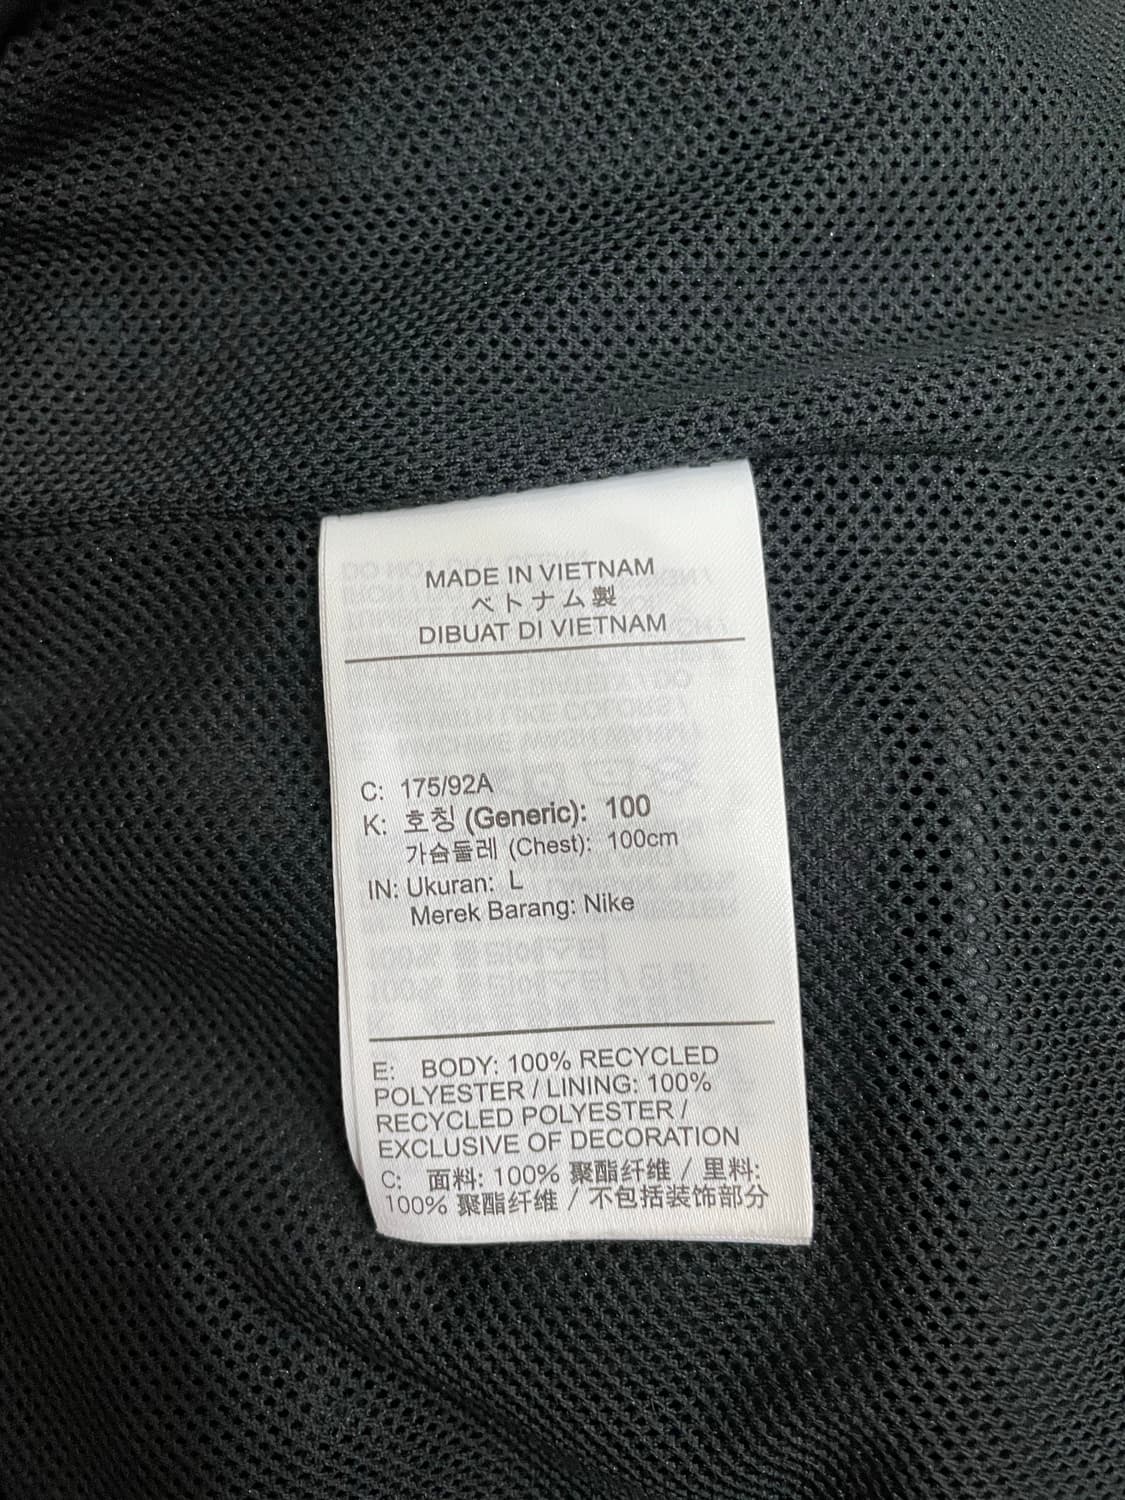 MADE IN VIETNAM
ベトナム製
DIBUAT DI VIETNAM
C: 175/92A
K: 호칭 (Generic): 100
가슴둘레 (Chest): 100cm
IN: Ukuran: L
Merek Barang: Nike
E: BODY: 100% RECYCLED
POLYESTER / LINING: 100%
RECYCLED POLYESTER /
EXCLUSIVE OF DECORATION
C: 面料: 100% 聚酯纤维 / 里料:
100% 聚酯纤维 / 不包括装饰部分